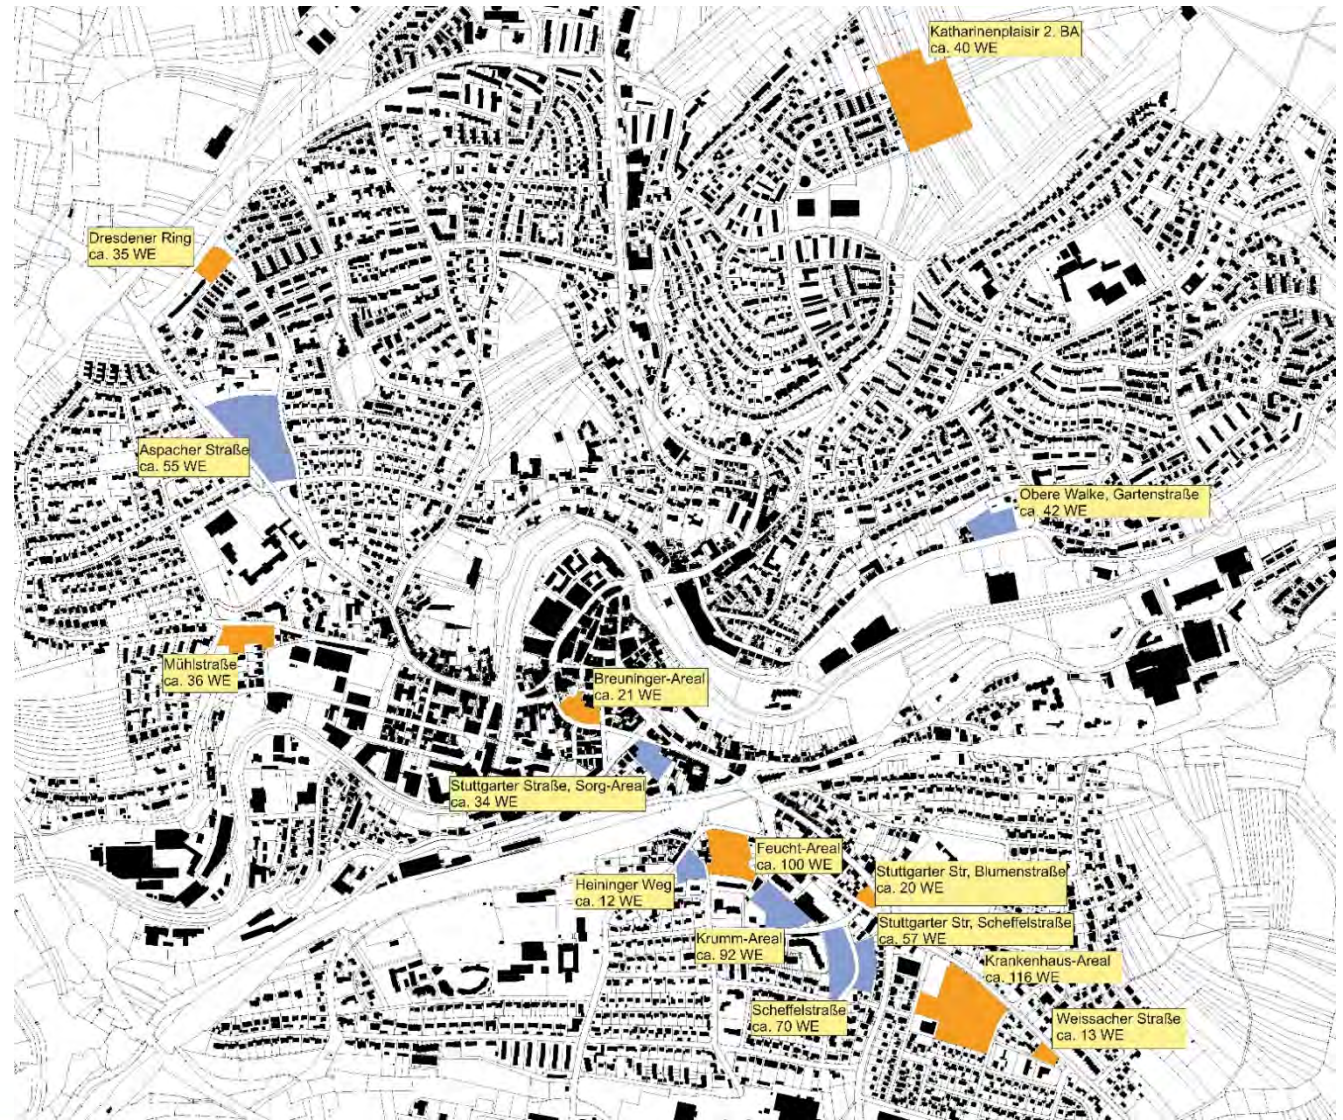 Katharinenplaisir 2. BA
ca. 40 WE
Dresdener Ring
ca. 35 WE
Aspacher Straße
ca. 55 WE
Obere Walke, Gartenstraße
ca. 42 WE
Mühlstraße
ca. 36 WE
Breuninger-Areal
ca. 21 WE
Stuttgarter Straße, Sorg-Areal
ca. 34 WE
Feucht-Areal
ca. 100 WE
Heininger Weg
ca. 12 WE
Stuttgarter Str, Blumenstraße
ca. 20 WE
Stuttgarter Str, Scheffelstraße
ca. 57 WE
Krumm-Areal
ca. 92 WE
Krankenhaus-Areal
ca. 116 WE
Scheffelstraße
ca. 70 WE
Weissacher Straße
ca. 13 WE